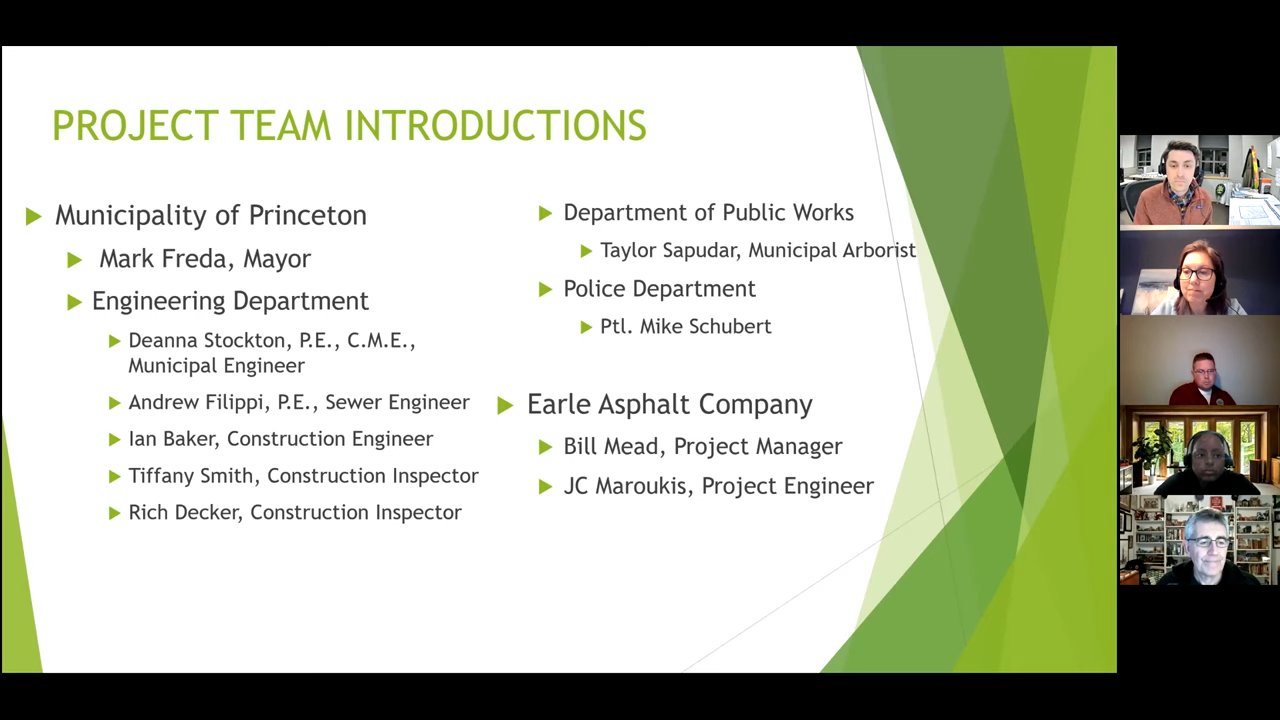 PROJECT TEAM INTRODUCTIONS
Municipality of Princeton
Mark Freda, Mayor
Engineering Department
Deanna Stockton, P.E., C.M.E.,
Municipal Engineer
Andrew Filippi, P.E., Sewer Engineer
Ian Baker, Construction Engineer
Tiffany Smith, Construction Inspector
Rich Decker, Construction Inspector
Department of Public Works
Taylor Sapudar, Municipal Arborist
Police Department
Ptl. Mike Schubert
Earle Asphalt Company
Bill Mead, Project Manager
JC Maroukis, Project Engineer